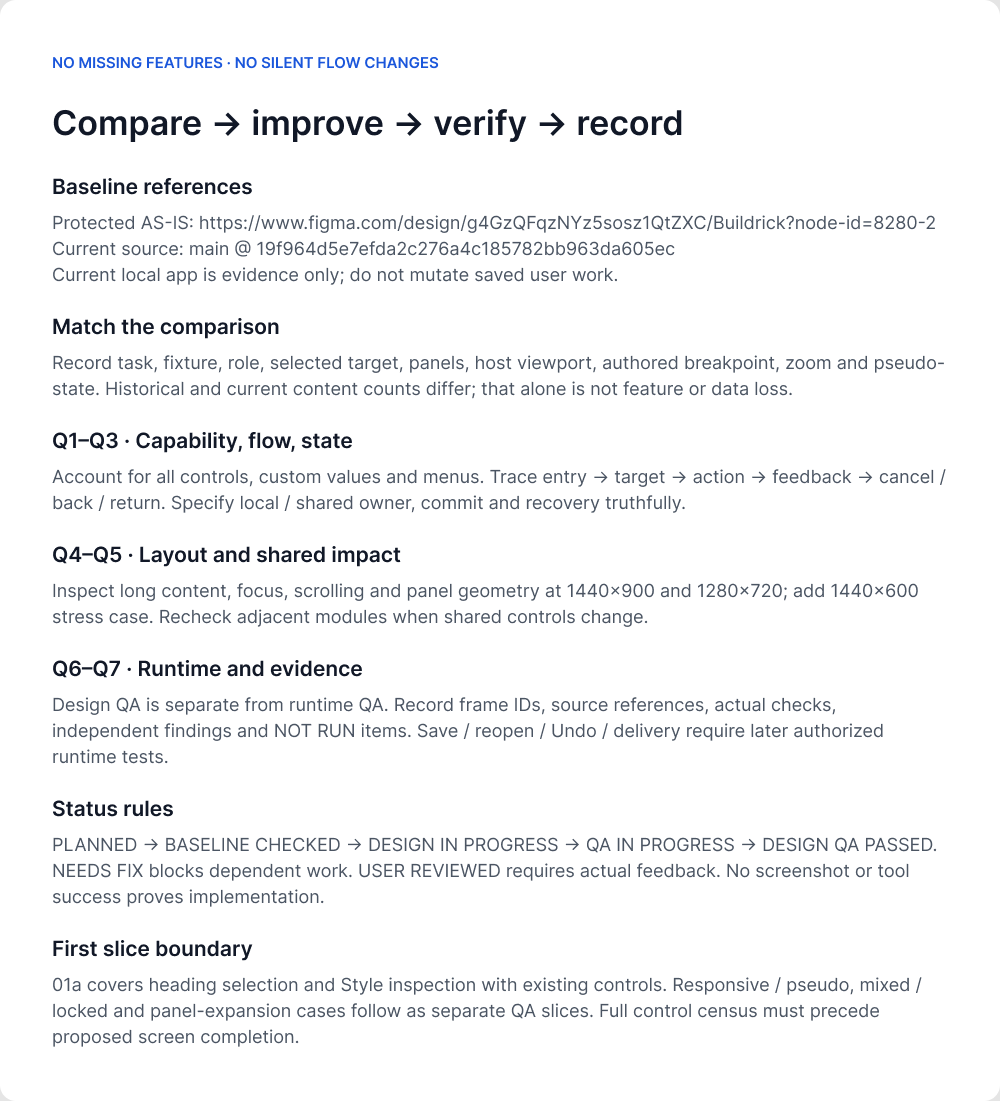 NO MISSING FEATURES · NO SILENT FLOW CHANGES
Compare → improve → verify → record
Baseline references
Protected AS-IS: https://www.figma.com/design/g4GzQFqzNYz5sosz1QtZXC/Buildrick?node-id=8280-2
Current source: main @ 19f964d5e7efda2c276a4c185782bb963da605ec
Current local app is evidence only; do not mutate saved user work.
Match the comparison
Record task, fixture, role, selected target, panels, host viewport, authored breakpoint, zoom and pseudo-
state. Historical and current content counts differ; that alone is not feature or data loss.
Q1–Q3 · Capability, flow, state
Account for all controls, custom values and menus. Trace entry → target → action → feedback → cancel /
back / return. Specify local / shared owner, commit and recovery truthfully.
Q4–Q5 · Layout and shared impact
Inspect long content, focus, scrolling and panel geometry at 1440×900 and 1280×720; add 1440×600
stress case. Recheck adjacent modules when shared controls change.
Q6–Q7 · Runtime and evidence
Design QA is separate from runtime QA. Record frame IDs, source references, actual checks,
independent findings and NOT RUN items. Save / reopen / Undo / delivery require later authorized
runtime tests.
Status rules
PLANNED → BASELINE CHECKED → DESIGN IN PROGRESS → QA IN PROGRESS → DESIGN QA PASSED.
NEEDS FIX blocks dependent work. USER REVIEWED requires actual feedback. No screenshot or tool
success proves implementation.
First slice boundary
01a covers heading selection and Style inspection with existing controls. Responsive / pseudo, mixed /
locked and panel-expansion cases follow as separate QA slices. Full control census must precede
proposed screen completion.